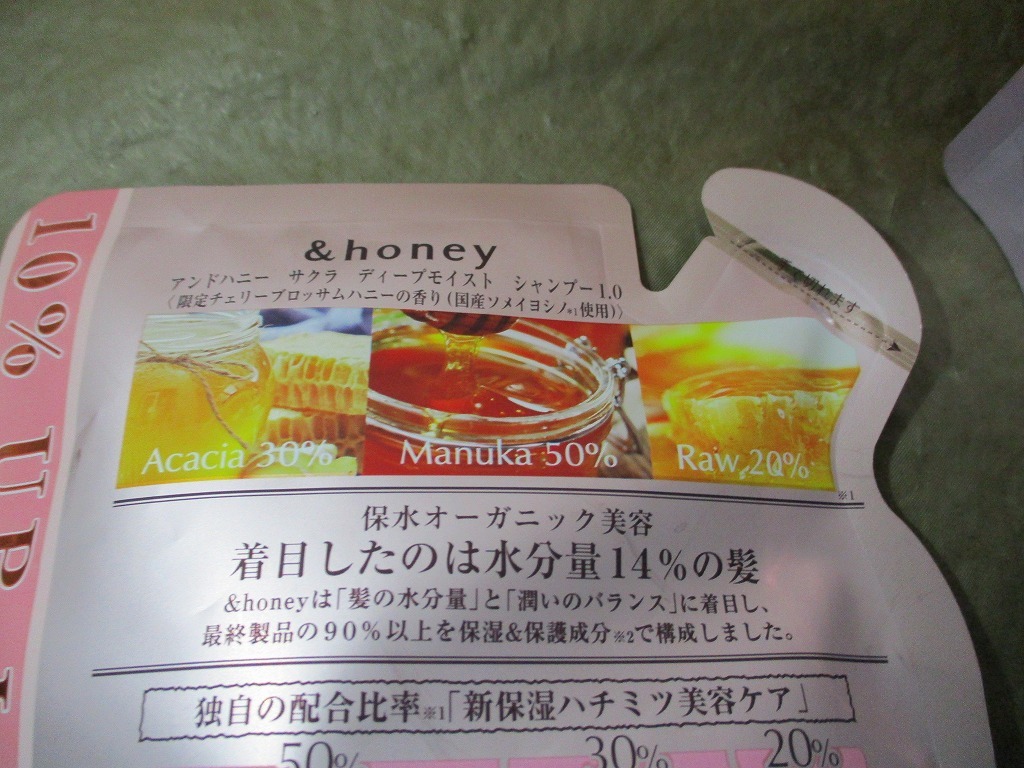 &honey
アンドハニー サクラ ディープモイスト シャンプー1.0
〈限定チェリーブロッサムハニーの香り(国産ソメイヨシノ※1使用)〉
手で切れます
Acacia 30%
Manuka 50%
Raw 20%
※1
保水オーガニック美容
着目したのは水分量14%の髪
&honeyは「髪の水分量」と「潤いのバランス」に着目し、
最終製品の90%以上を保湿&保護成分※2で構成しました。
独自の配合比率※1「新保湿ハチミツ美容ケア」
50%
30%
20%
10% UP